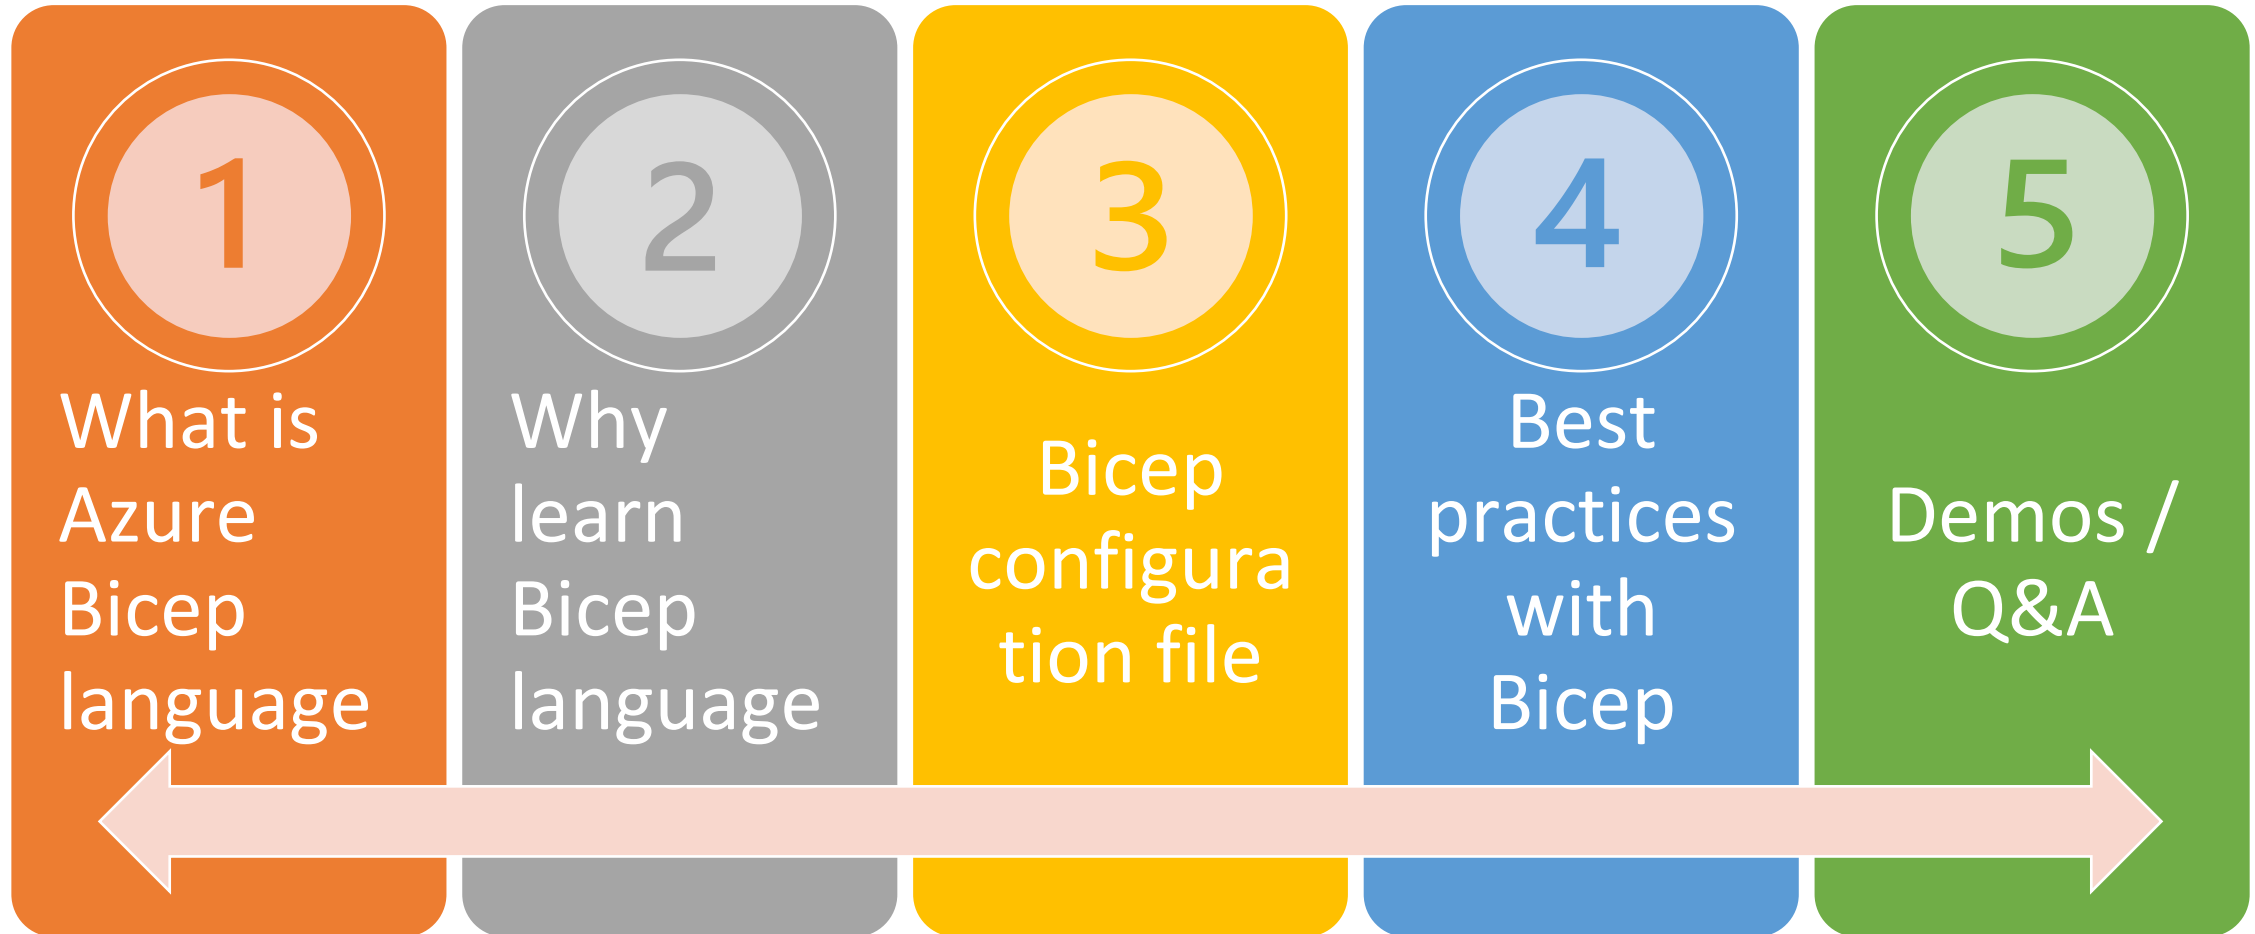 1
What is
Azure
Bicep
language
2
Why
learn
Bicep
language
3
Bicep
configura
tion file
4
Best
practices
with
Bicep
5
Demos /
Q&A